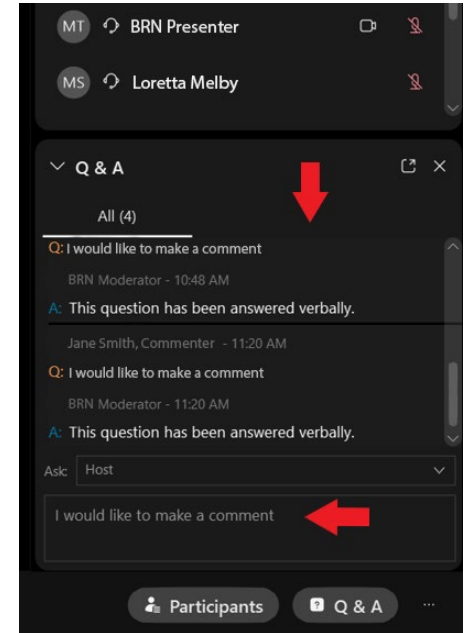 MT BRN Presenter
MS Loretta Melby
Q & A
All (4)
Q: I would like to make a comment
BRN Moderator - 10:48 AM
A: This question has been answered verbally.
Jane Smith, Commenter - 11:20 AM
Q: I would like to make a comment
BRN Moderator - 11:20 AM
A: This question has been answered verbally.
Ask: Host
I would like to make a comment
Participants ? Q & A ...